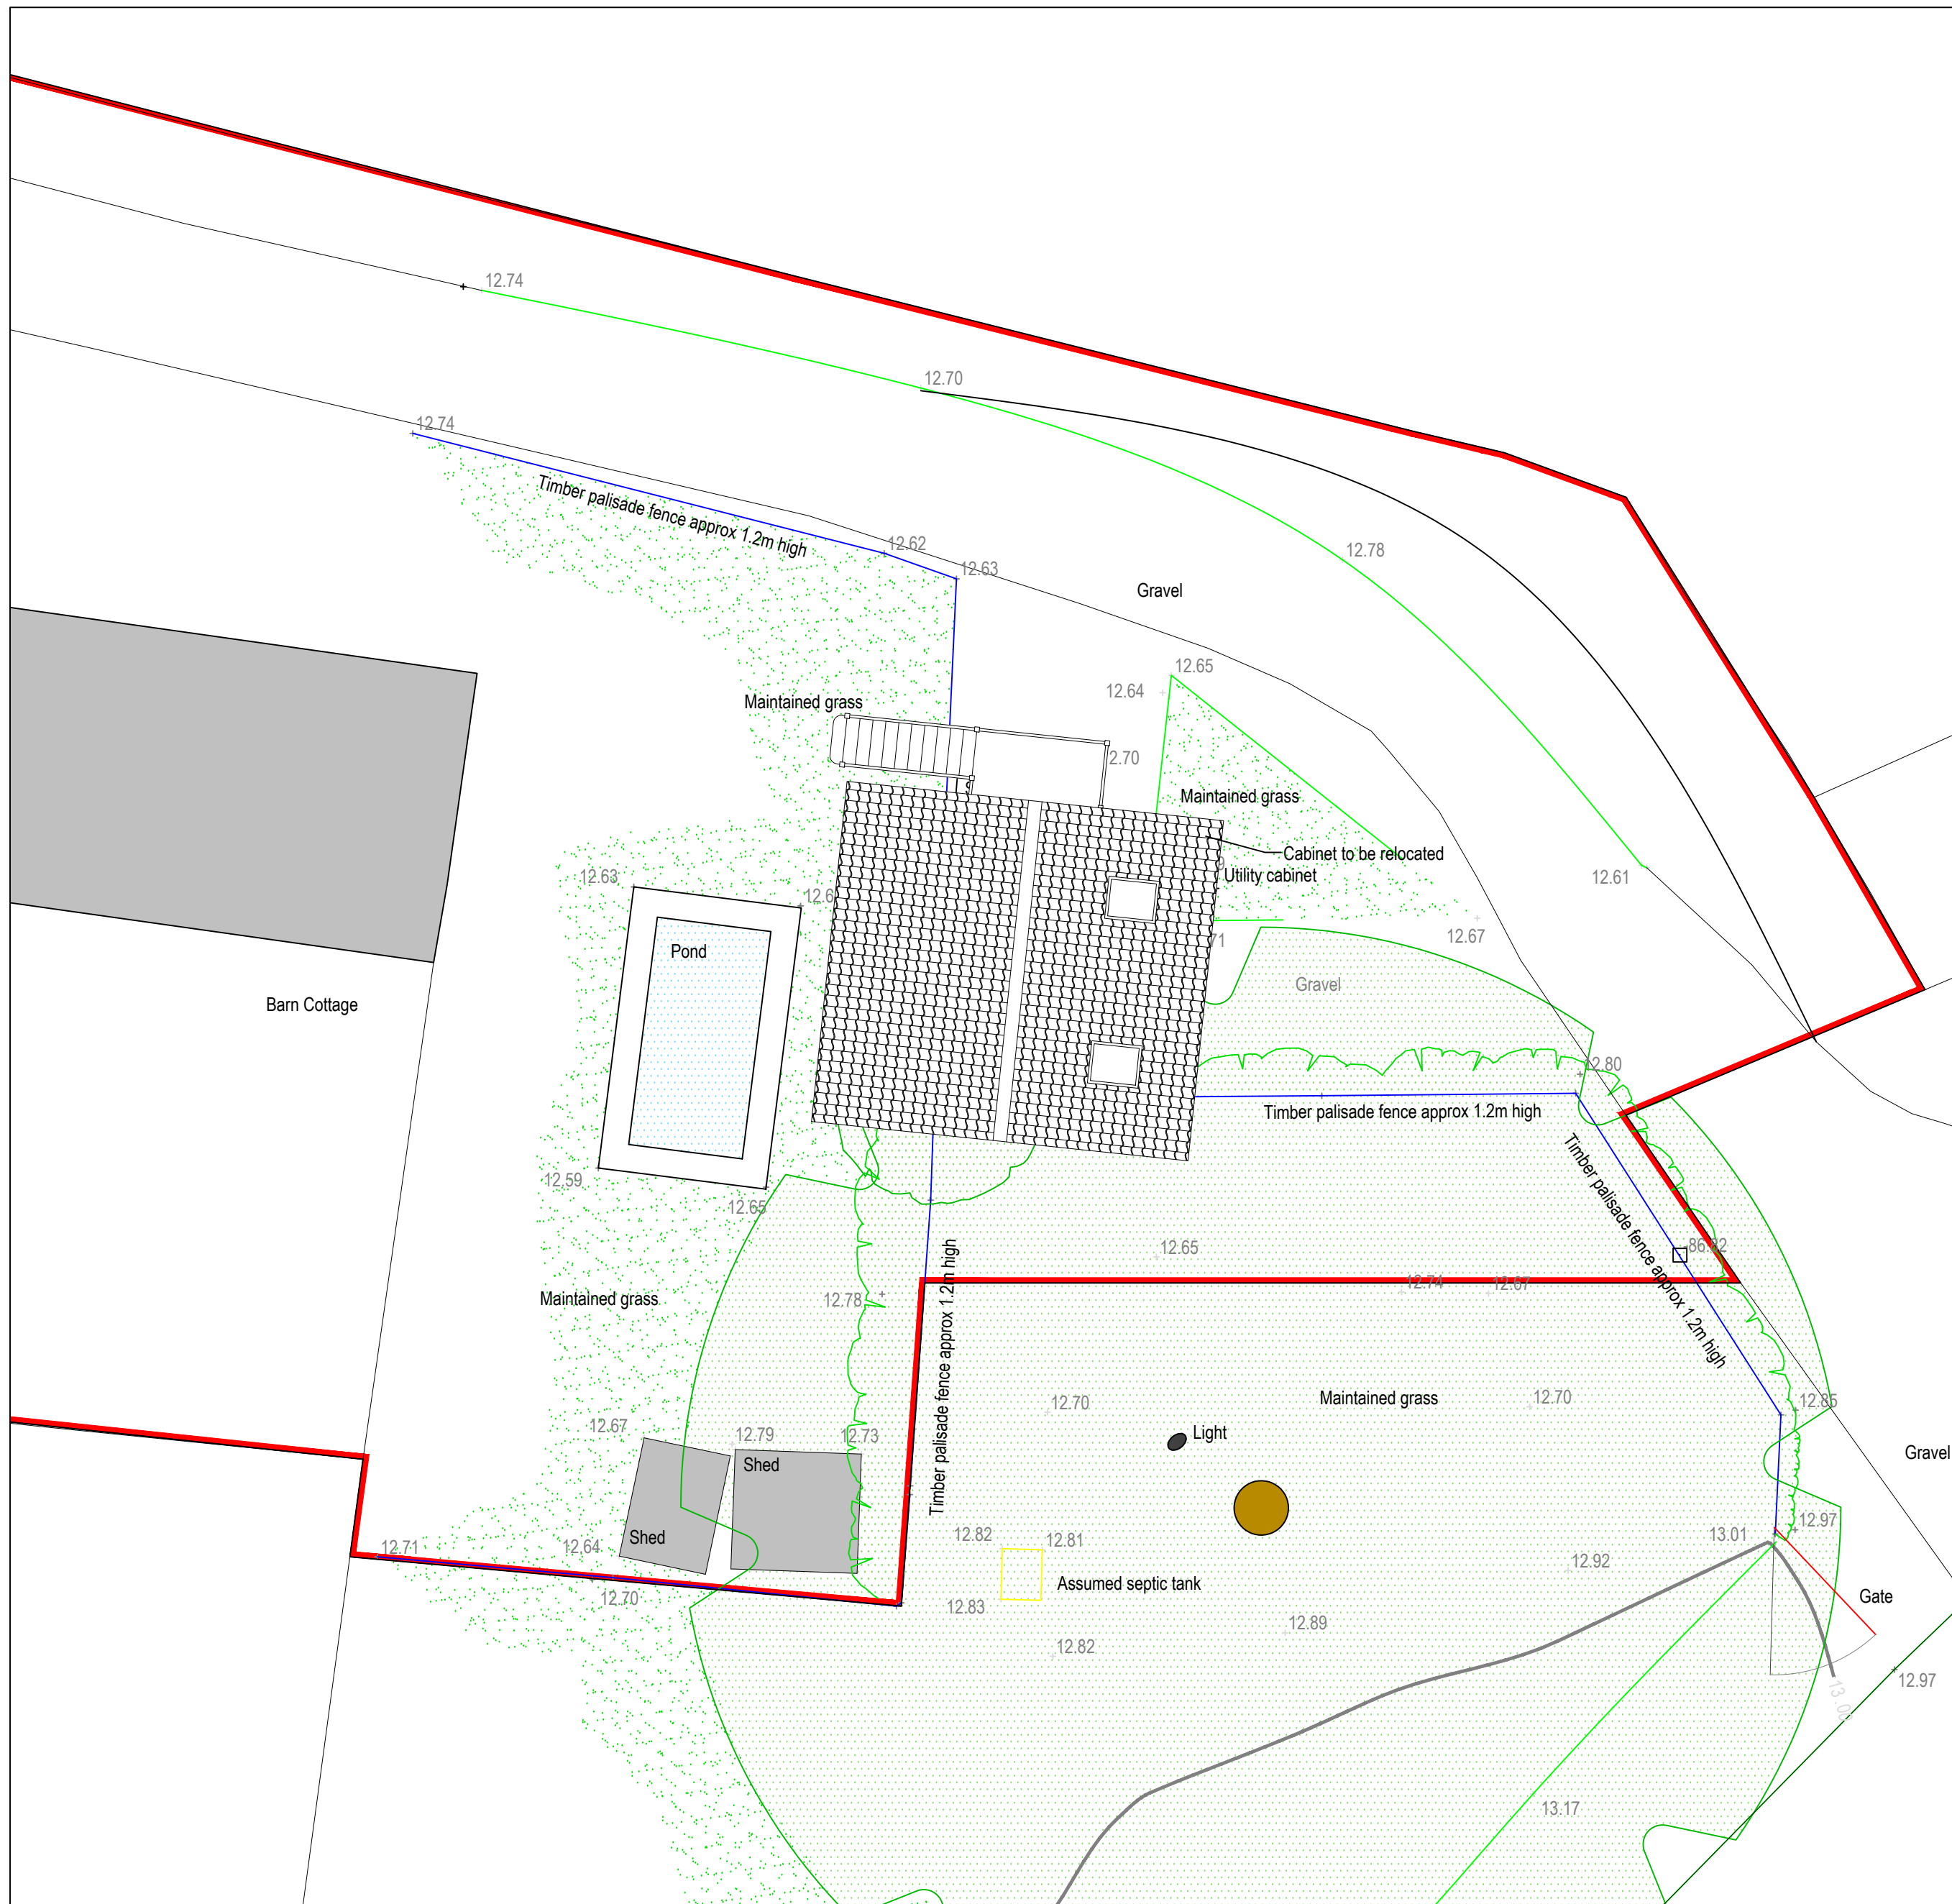 12.74
12.70
12.74
Timber palisade fence approx 1.2m high
12.62
12.63
12.78
Gravel
12.65
12.64
Maintained grass
2.70
Maintained grass
Cabinet to be relocated
Utility cabinet
12.63
12.6
12.61
71
12.67
Pond
Gravel
Barn Cottage
12.80
Timber palisade fence approx 1.2m high
Timber palisade fence approx 1.2m high
12.59
12.65
12.65
12.74
12.67
Timber palisade fence approx 1.2m high
Maintained grass
12.78
12.70
Maintained grass
12.70
12.85
12.67
12.79
12.73
Light
Gravel
Shed
Shed
12.71
12.64
12.70
12.82
12.81
12.83
Assumed septic tank
13.01
12.97
12.92
Gate
12.89
12.82
12.97
13.17